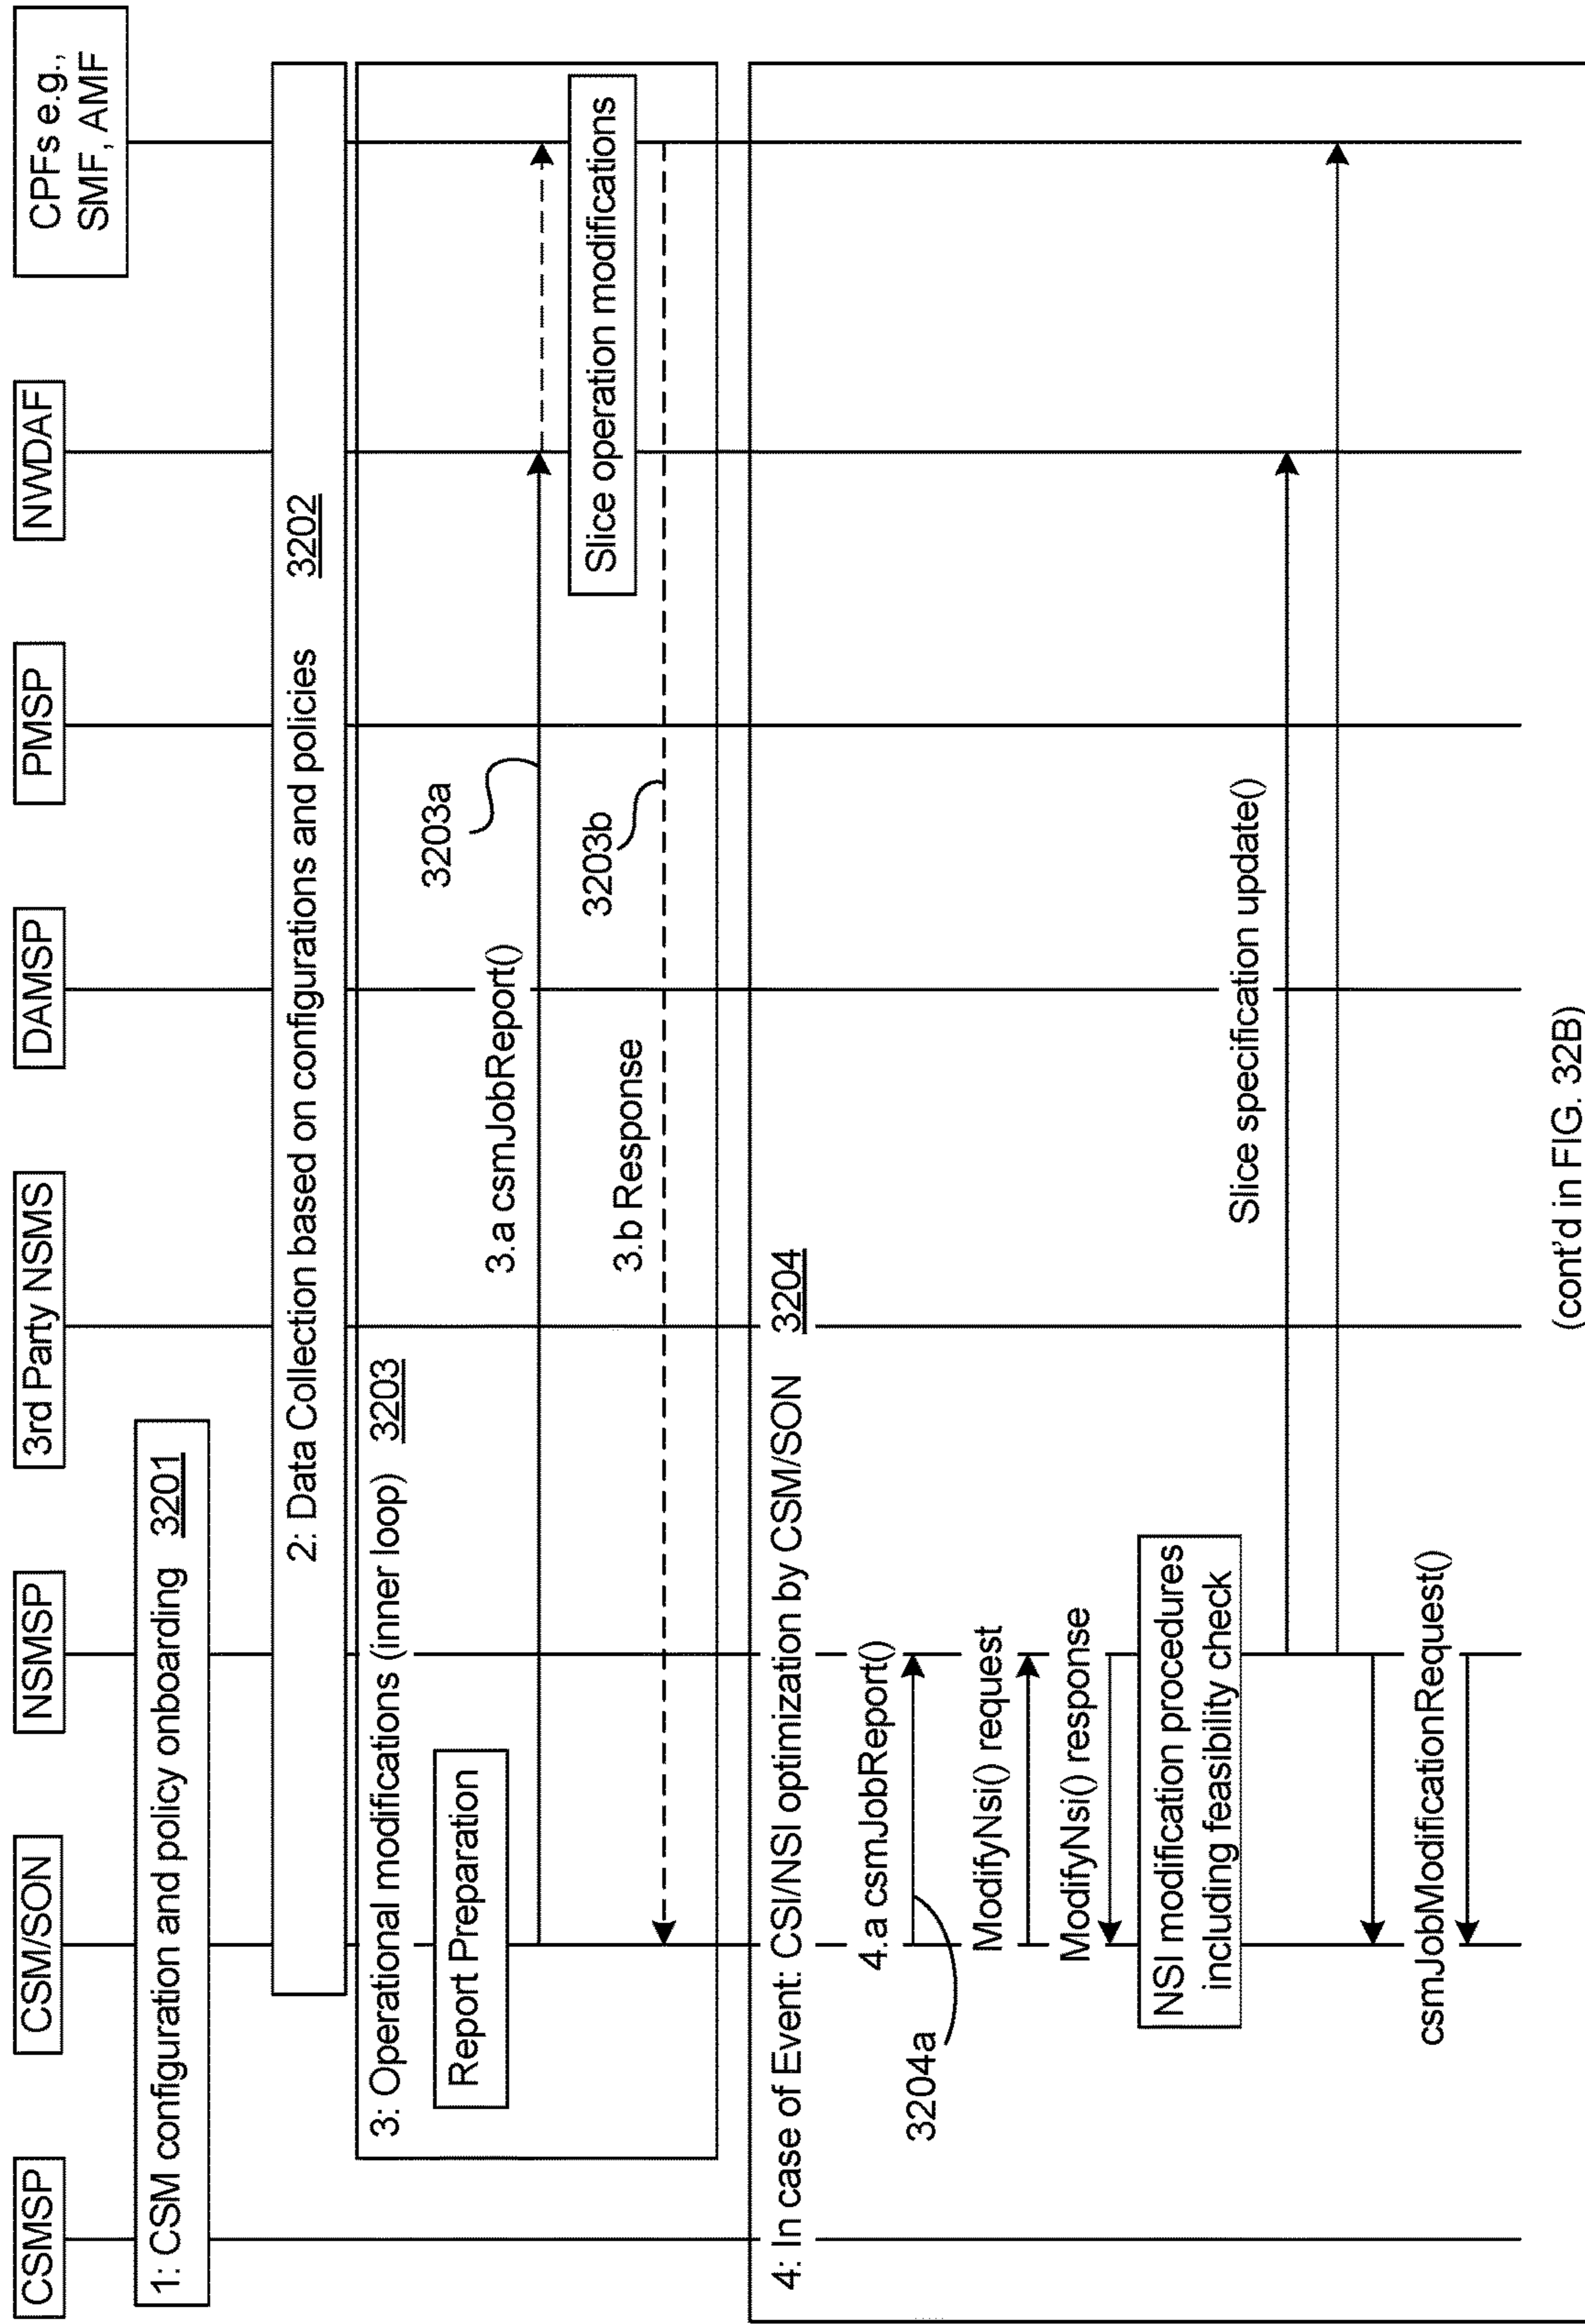 CSMSP
CSM/SON
NSMSP
3rd Party NSMS
DAMSP
PMSP
NWDAF
CPFs e.g.,
SMF, AMF
1: CSM configuration and policy onboarding 3201
2: Data Collection based on configurations and policies 3202
3: Operational modifications (inner loop) 3203
Report Preparation
3203a
3.a csmJobReport()
Slice operation modifications
3203b
3.b Response
4: In case of Event: CSI/NSI optimization by CSM/SON 3204
4.a csmJobReport()
3204a
ModifyNsi() request
ModifyNsi() response
NSI modification procedures
including feasibility check
Slice specification update()
csmJobModificationRequest()
(cont'd in FIG. 32B)